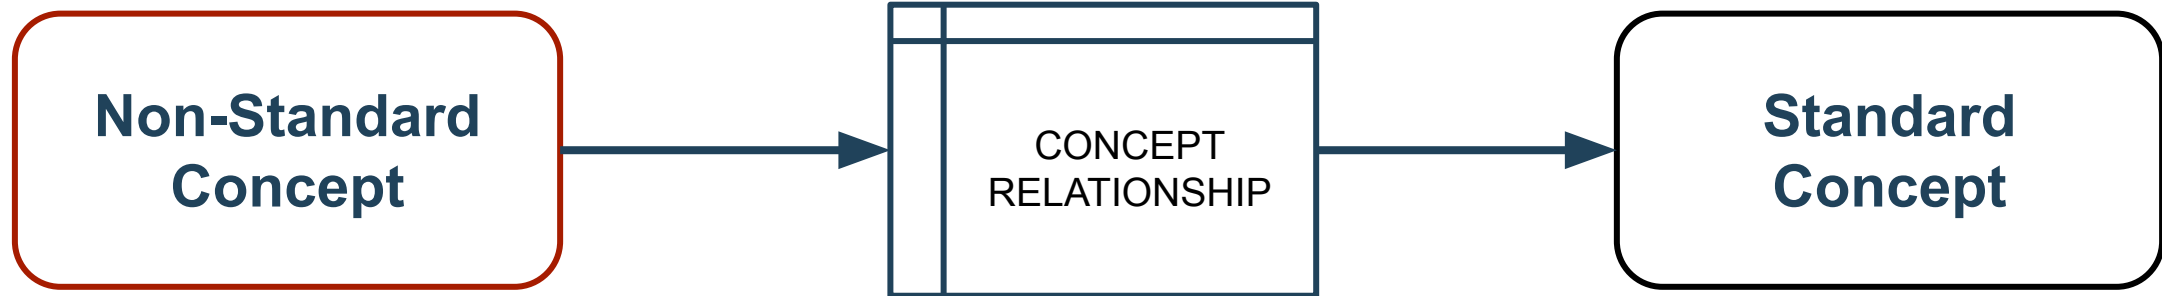 Non-Standard
Concept
CONCEPT
RELATIONSHIP
Standard
Concept